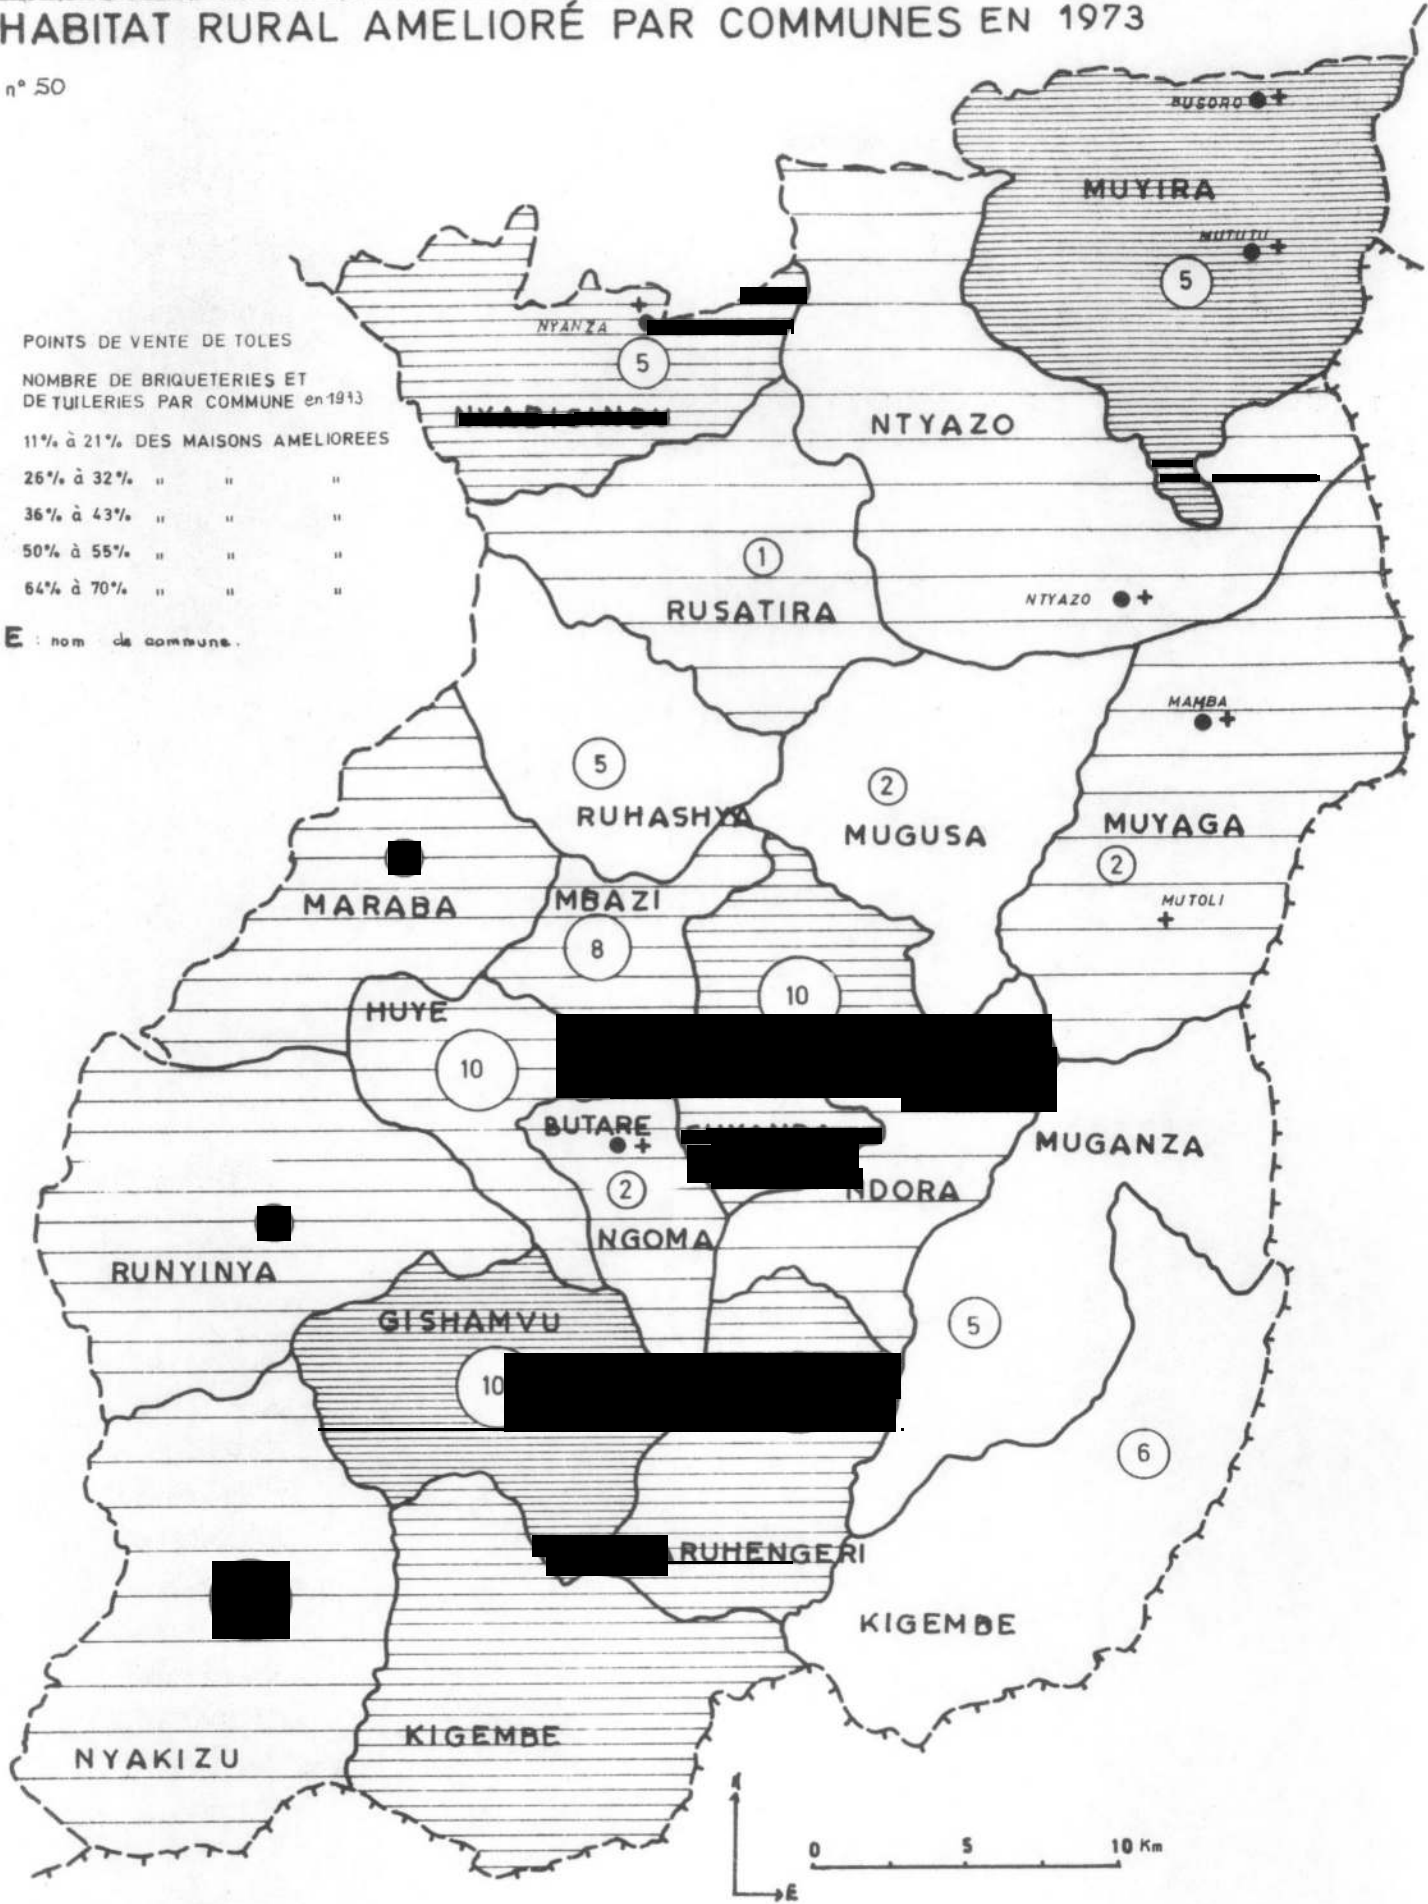 HABITAT RURAL AMELIORÉ PAR COMMUNES EN 1973
n° 50
BUSORO
MUYIRA
MUTUTU
5
NYANZA
5
POINTS DE VENTE DE TOLES
NOMBRE DE BRIQUETERIES ET
DE TUILERIES PAR COMMUNE en 1973
11% à 21% DES MAISONS AMELIOREES
26% à 32% " " "
36% à 43% " " "
50% à 55% " " "
64% à 70% " " "
E : nom de commune.
NTYAZO
1
RUSATIRA
NTYAZO
MAMBA
5
RUHASHYA
2
MUGUSA
MUYAGA
2
MUTOLI
MARABA
MBAZI
8
10
HUYE
10
BUTARE
2
NGOMA
NDORA
MUGANZA
RUNYINYA
GISHAMVU
10
5
6
RUHENGERI
KIGEMBE
KIGEMBE
NYAKIZU
N
E
0 5 10 Km